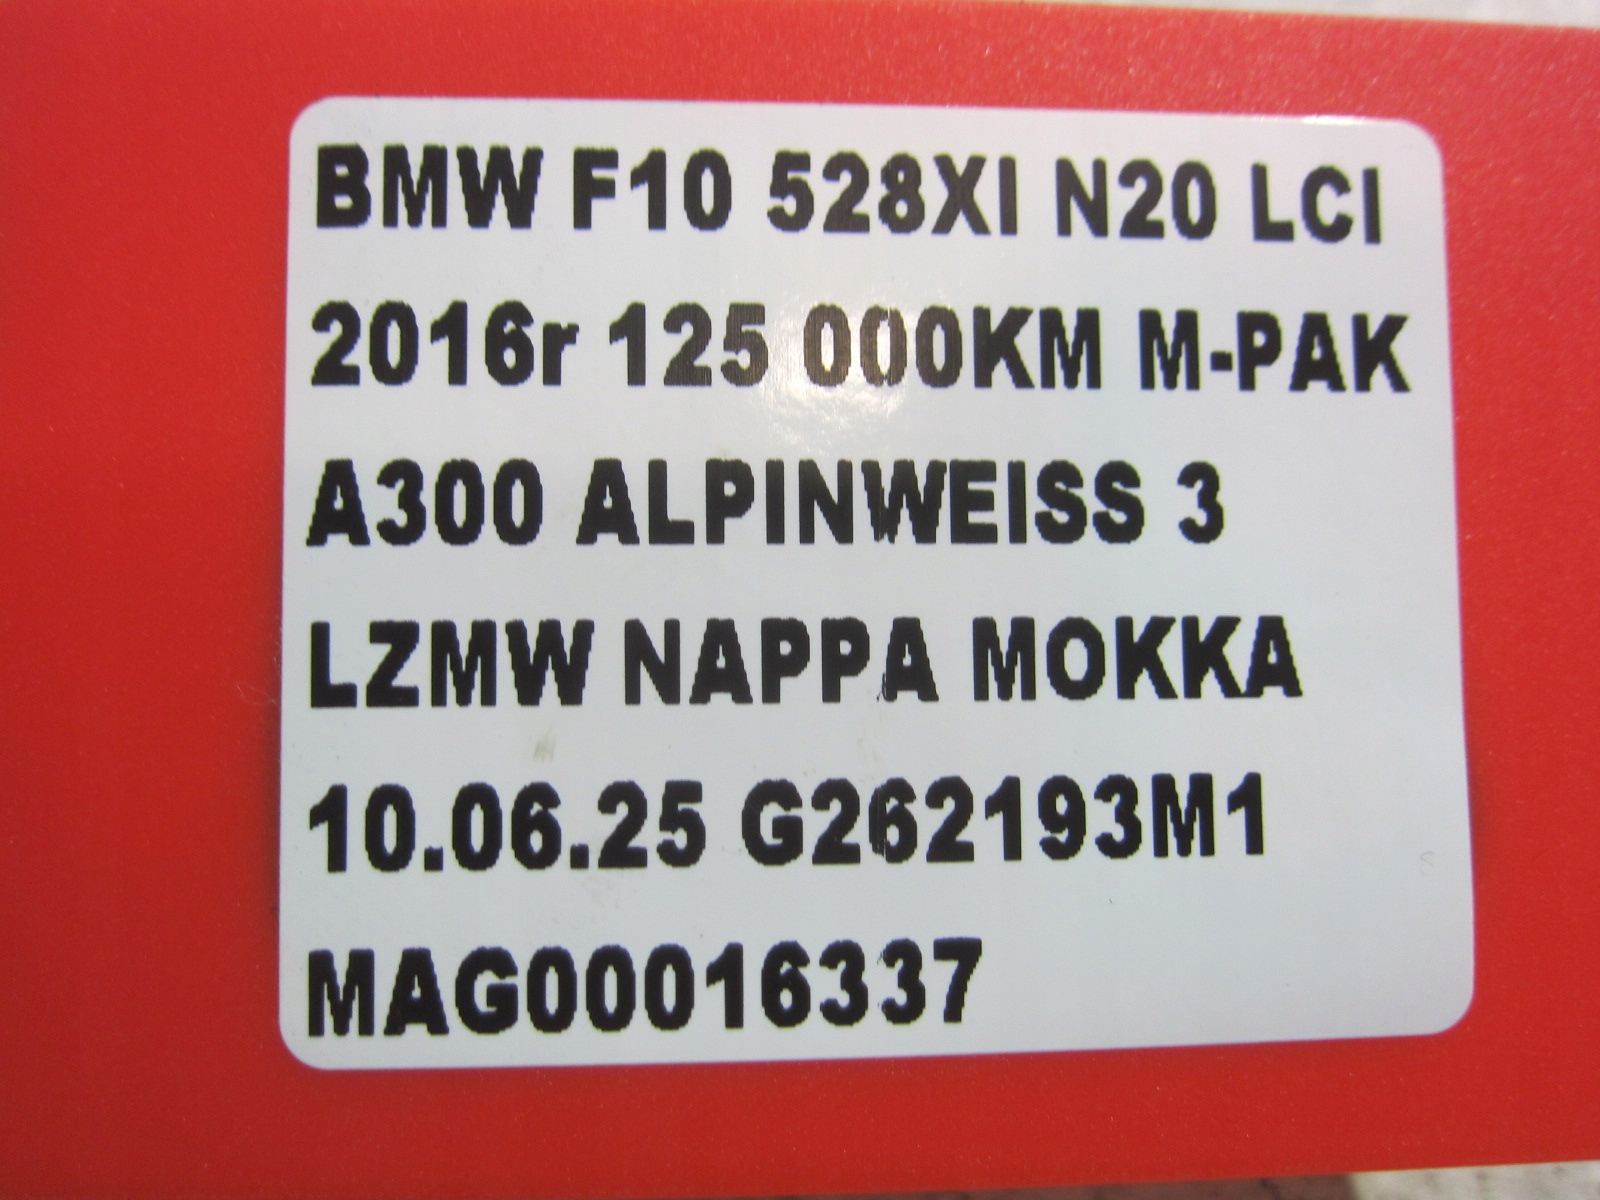 BMW F10 528XI N20 LCI
2016r 125 000KM M-PAK
A300 ALPINWEISS 3
LZMW NAPPA MOKKA
10.06.25 G262193M1
MAG00016337